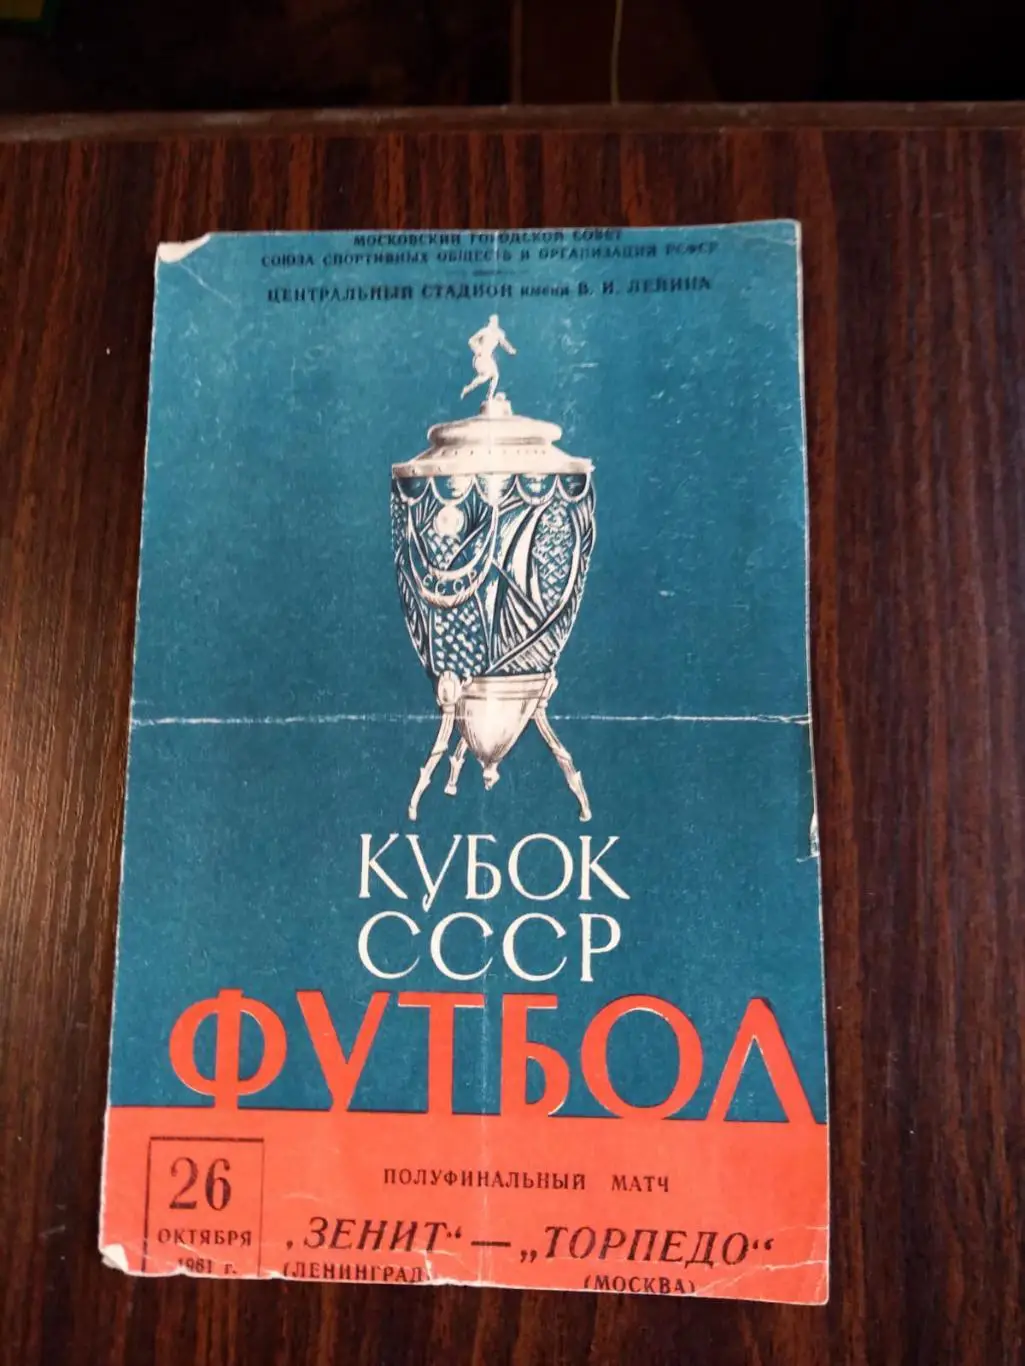 МОСКОВСКИЙ ГОРОДСКОЙ СОВЕТ
СОЮЗА СПОРТИВНЫХ ОБЩЕСТВ И ОРГАНИЗАЦИЙ РСФСР
ЦЕНТРАЛЬНЫЙ СТАДИОН имени В. И. ЛЕНИНА
СССР
КУБОК
СССР
ФУТБОЛ
26
ОКТЯБРЯ
1961 г.
ПОЛУФИНАЛЬНЫЙ МАТЧ
„ЗЕНИТ“ — „ТОРПЕДО“
(ЛЕНИНГРАД) (МОСКВА)